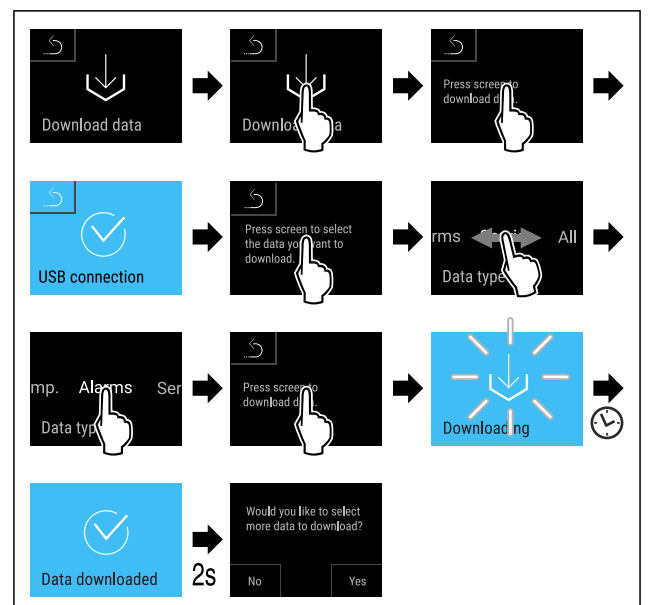 Download data
Downlo a
Press screen to
download d .
USB connection
Press screen to select
the data yo want to
download.
rms All
Data type
mp. Alarms Ser
Data typ
Press screen to
download d .
Downloading
Data downloaded
2s
Would you like to select
more data to download?
No Yes